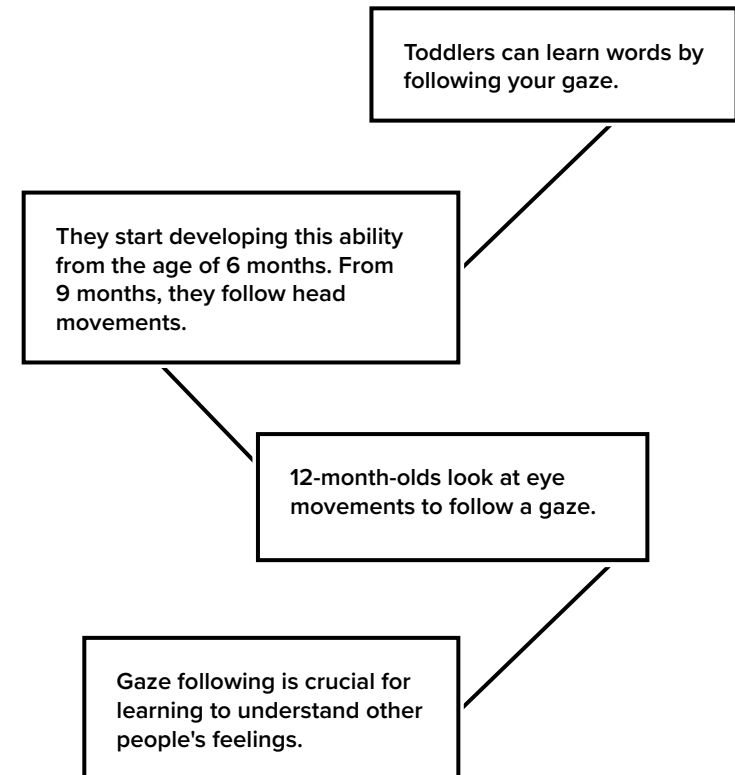 Toddlers can learn words by
following your gaze.
They start developing this ability
from the age of 6 months. From
9 months, they follow head
movements.
12-month-olds look at eye
movements to follow a gaze.
Gaze following is crucial for
learning to understand other
people's feelings.